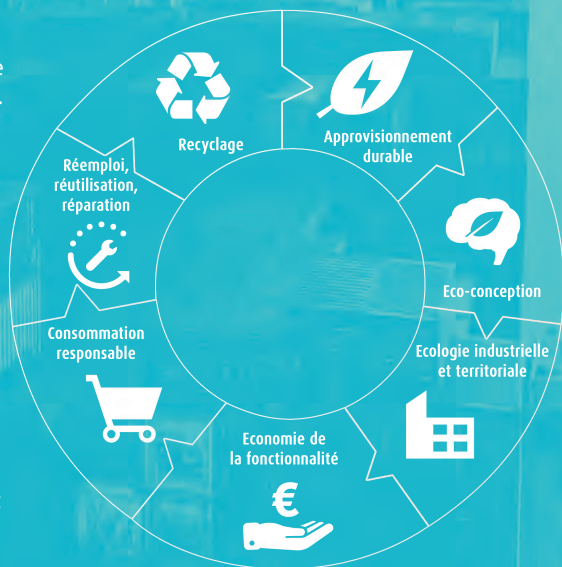 Recyclage
Approvisionnement
durable
Réemploi,
réutilisation,
réparation
Eco-conception
Consommation
responsable
Ecologie industrielle
et territoriale
Economie de
la fonctionnalité
€